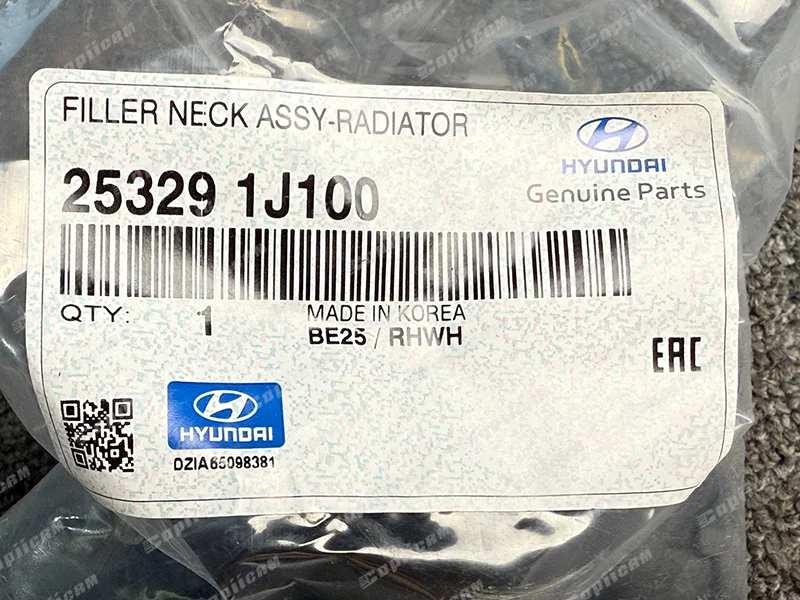 FILLER NECK ASSY-RADIATOR
HYUNDAI
Genuine Parts
25329 1J100
QTY: 1
MADE IN KOREA
BE25 / RHWH
EAC
HYUNDAI
DZIA65098381